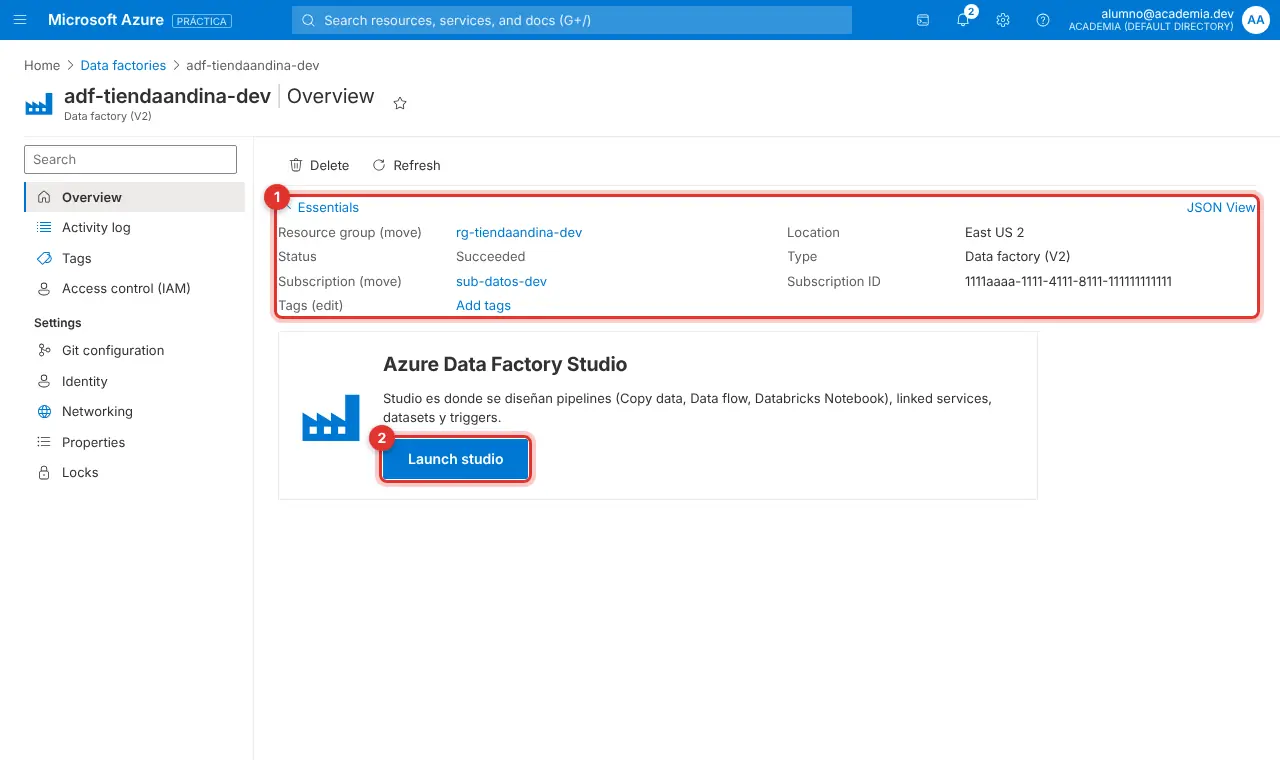 Microsoft Azure PRÁCTICA
Search resources, services, and docs (G+/)
2
alumno@academia.dev
ACADEMIA (DEFAULT DIRECTORY)
AA
Home > Data factories > adf-tiendaandina-dev
adf-tiendaandina-dev | Overview
Data factory (V2)
Search
Overview
Activity log
Tags
Access control (IAM)
Settings
Git configuration
Identity
Networking
Properties
Locks
Delete Refresh
1
Essentials JSON View
Resource group (move) rg-tiendaandina-dev Location East US 2
Status Succeeded Type Data factory (V2)
Subscription (move) sub-datos-dev Subscription ID 1111aaaa-1111-4111-8111-111111111111
Tags (edit) Add tags
Azure Data Factory Studio
Studio es donde se diseñan pipelines (Copy data, Data flow, Databricks Notebook), linked services,
datasets y triggers.
2
Launch studio